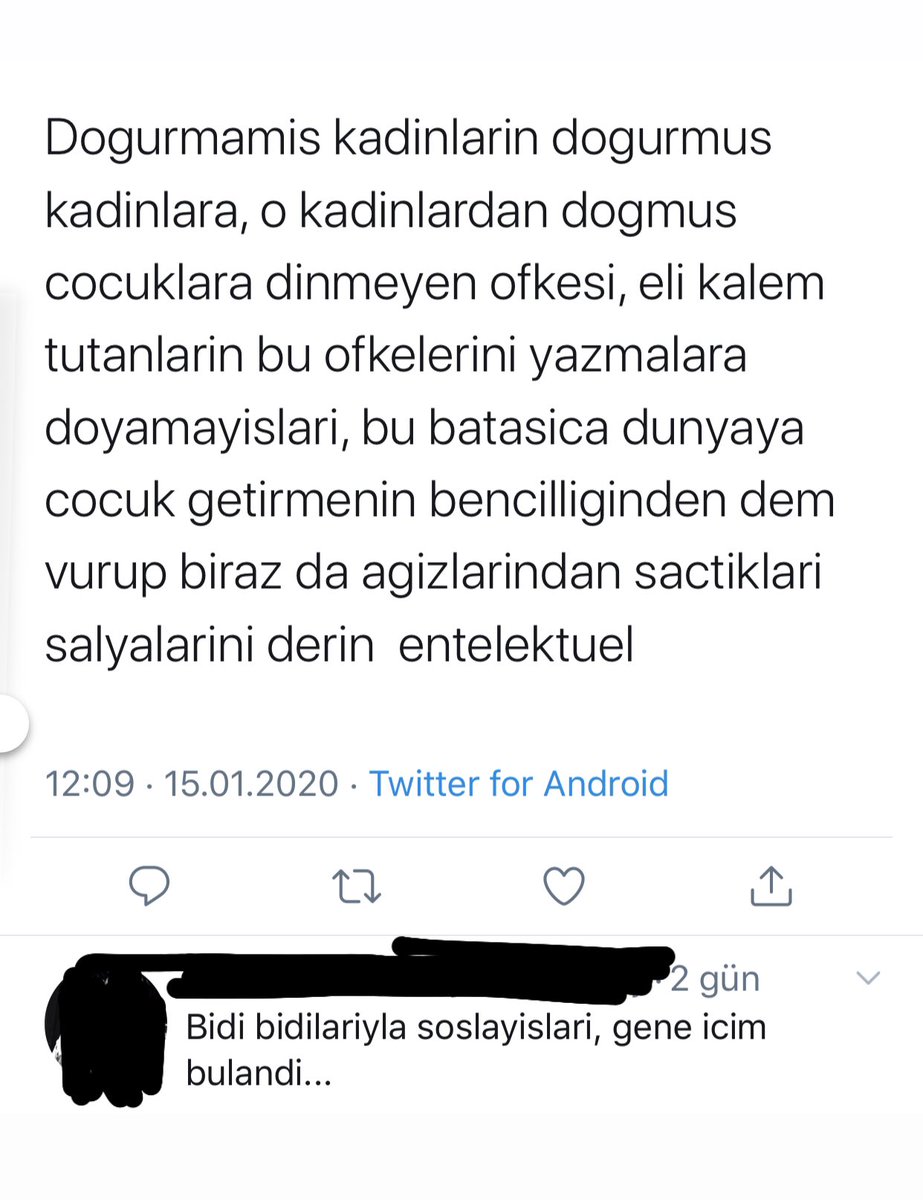 Dogurmamis kadinlarin dogurmus
kadinlara, o kadinlardan dogmus
cocuklara dinmeyen ofkesi, eli kalem
tutanlarin bu ofkelerini yazmalara
doyamayislari, bu batasica dunyaya
cocuk getirmenin bencilliginden dem
vurup biraz da agizlarindan sactiklari
salyalarini derin  entelektuel
12:09 · 15.01.2020 · Twitter for Android
· 2 gün
Bidi bidilariyla soslayislari, gene icim
bulandi...